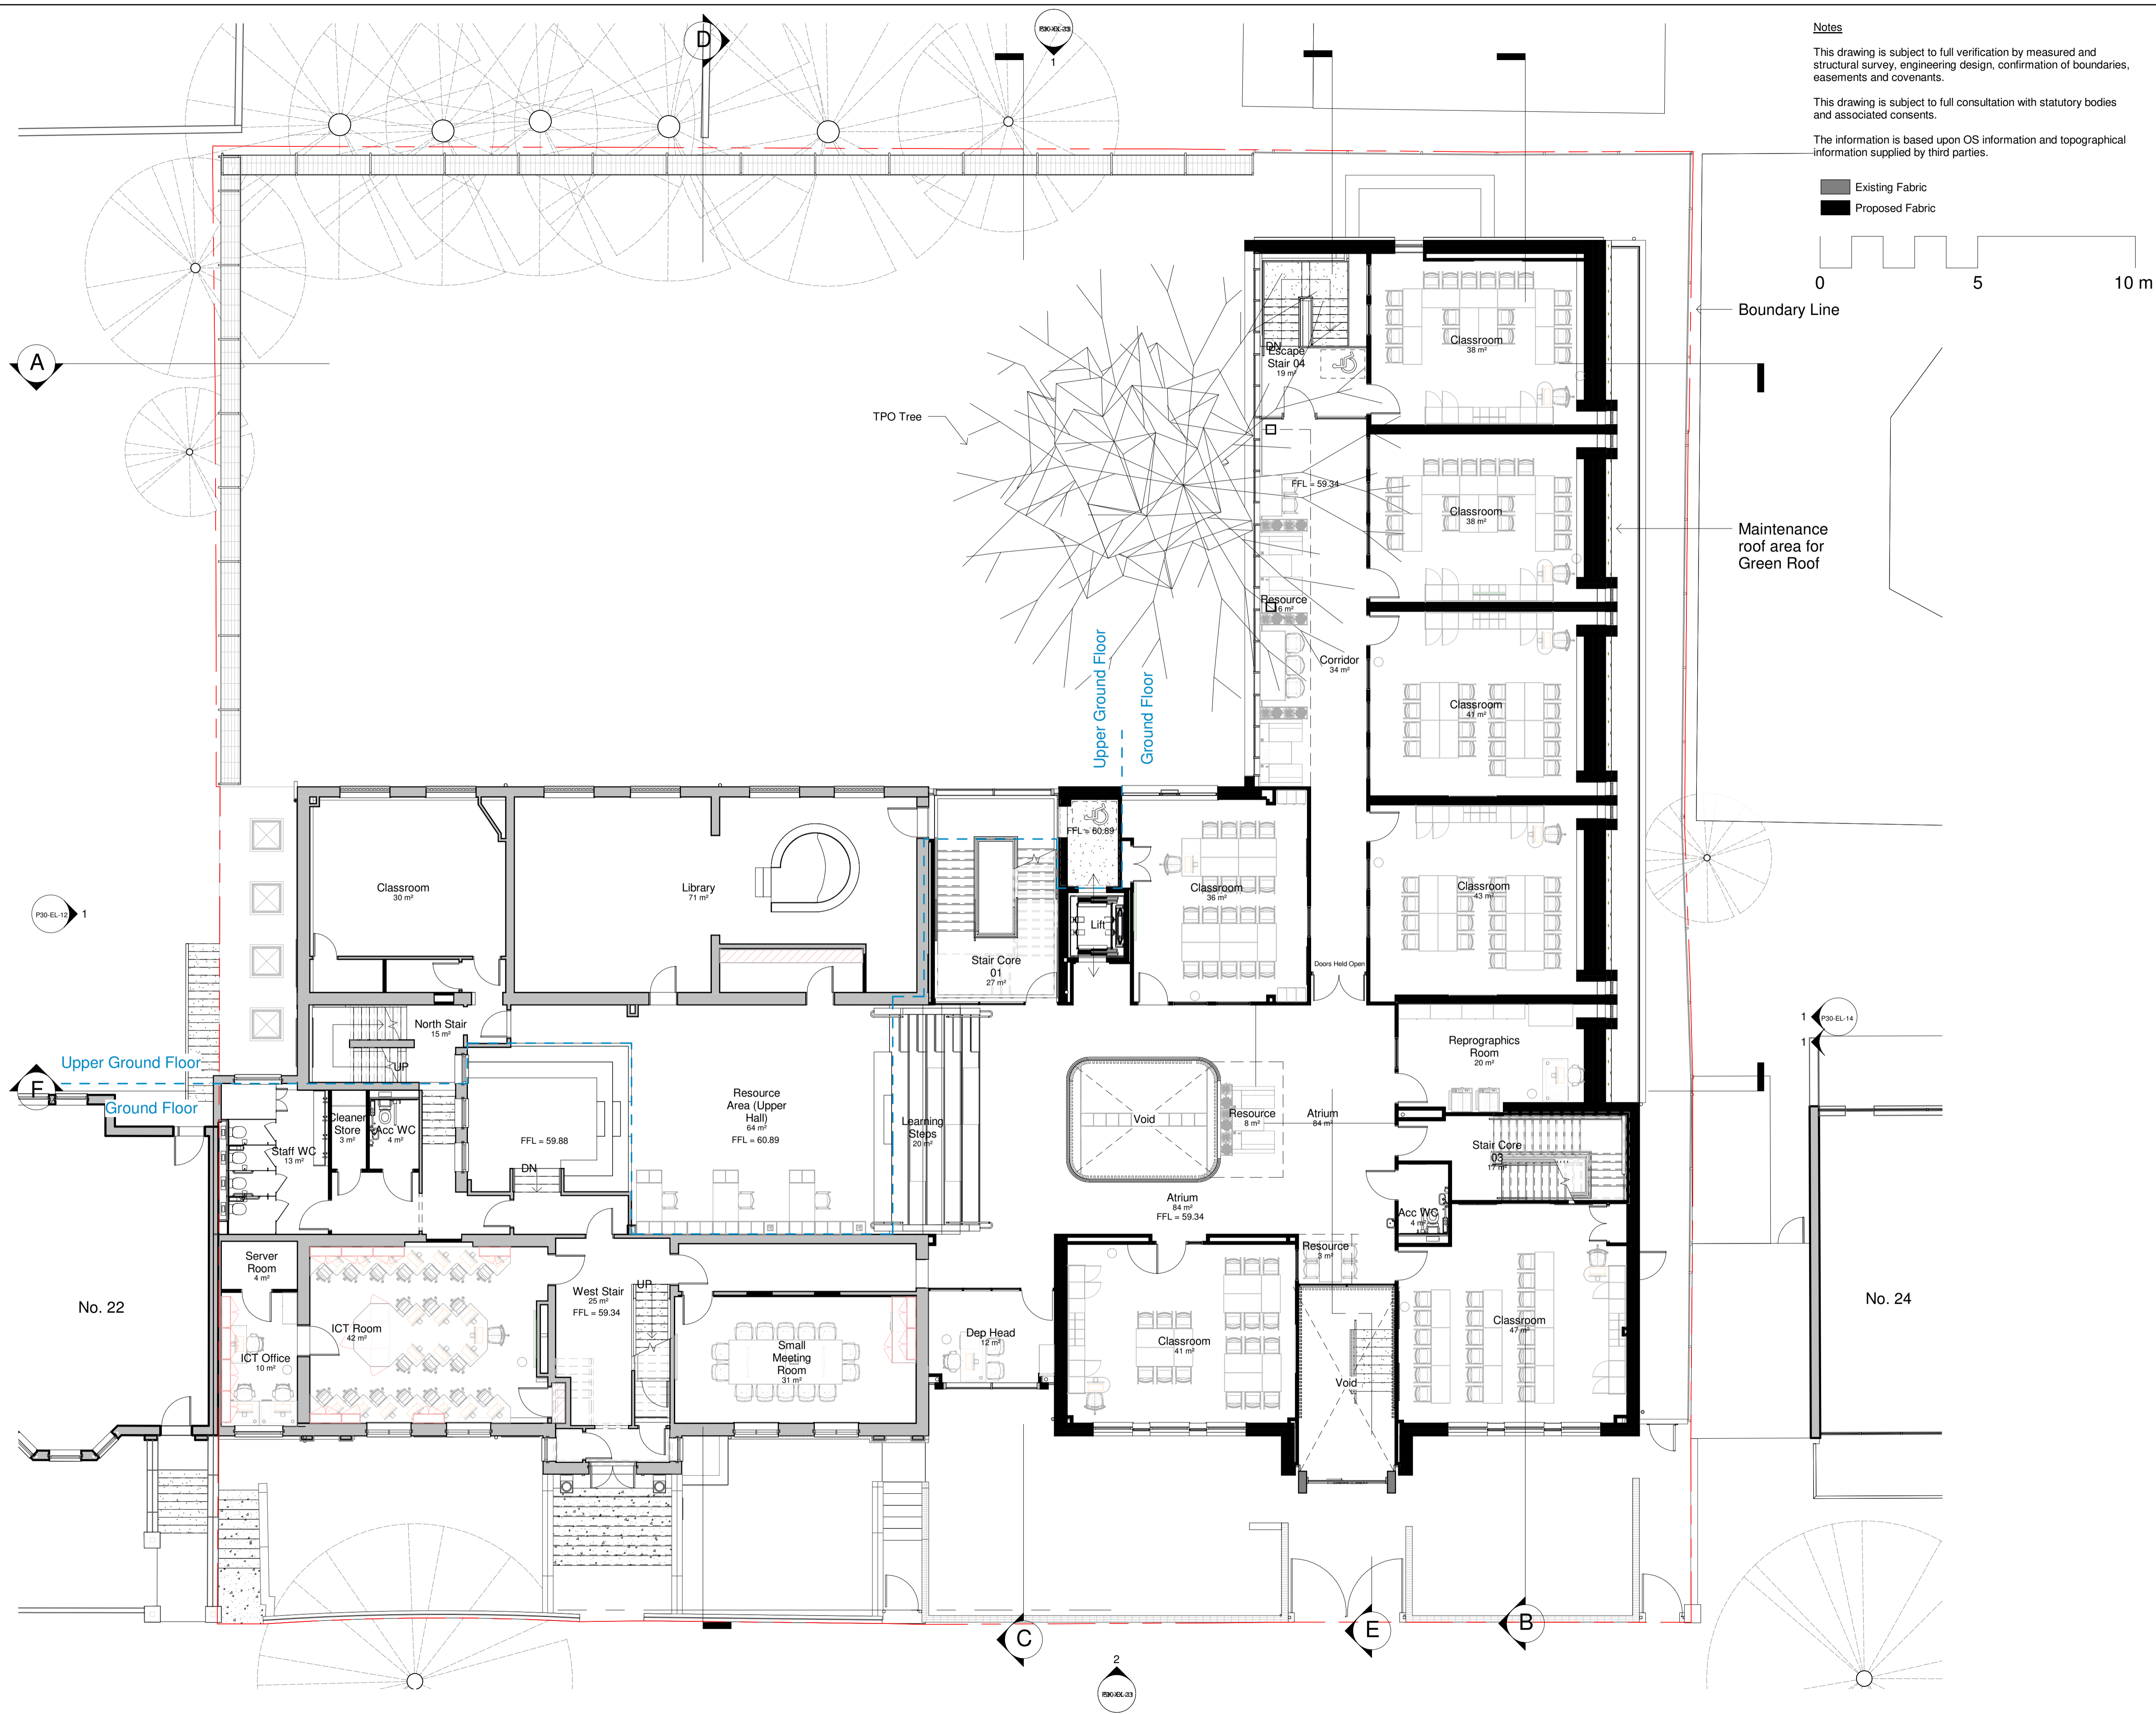 Notes
This drawing is subject to full verification by measured and
structural survey, engineering design, confirmation of boundaries,
easements and covenants.
This drawing is subject to full consultation with statutory bodies
and associated consents.
The information is based upon OS information and topographical
information supplied by third parties.
Existing Fabric
Proposed Fabric
0 5 10 m
D
1
A
Boundary Line
TPO Tree
Maintenance
roof area for
Green Roof
DN
Escape
Stair 04
19 m²
Classroom
38 m²
FFL = 59.34
Classroom
38 m²
Resource
6 m²
Corridor
34 m²
Classroom
41 m²
Upper Ground Floor
Ground Floor
Classroom
30 m²
Library
71 m²
FFL = 60.89
Classroom
36 m²
Classroom
43 m²
Lift
Stair Core
01
27 m²
Doors Held Open
P30-EL-12
1
North Stair
15 m²
UP
Upper Ground Floor
F
Ground Floor
Cleaner
Store
3 m²
Acc WC
4 m²
Staff WC
13 m²
FFL = 59.88
DN
Resource
Area (Upper
Hall)
64 m²
FFL = 60.89
Learning
Steps
20 m²
Void
Resource
8 m²
Atrium
84 m²
Reprographics
Room
20 m²
Stair Core
03
17 m²
1
P30-EL-14
1
Atrium
84 m²
FFL = 59.34
Acc WC
4 m²
Resource
3 m²
No. 22
Server
Room
4 m²
ICT Office
10 m²
ICT Room
42 m²
West Stair
25 m²
FFL = 59.34
UP
Small
Meeting
Room
31 m²
Dep Head
12 m²
Classroom
41 m²
Void
Classroom
47 m²
No. 24
C
E
B
2